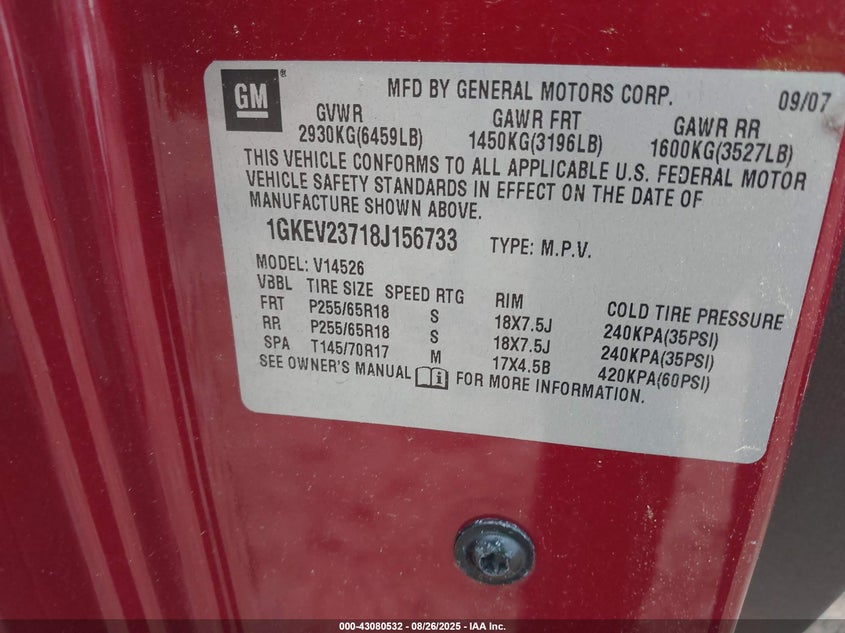 GM®
MFD BY GENERAL MOTORS CORP. 09/07
GVWR GAWR FRT GAWR RR
2930KG(6459LB) 1450KG(3196LB) 1600KG(3527LB)
THIS VEHICLE CONFORMS TO ALL APPLICABLE U.S. FEDERAL MOTOR
VEHICLE SAFETY STANDARDS IN EFFECT ON THE DATE OF
MANUFACTURE SHOWN ABOVE.
1GKEV23718J156733 TYPE: M.P.V.
MODEL: V14526
VBBL TIRE SIZE SPEED RTG RIM COLD TIRE PRESSURE
FRT P255/65R18 S 18X7.5J 240KPA(35PSI)
RR P255/65R18 S 18X7.5J 240KPA(35PSI)
SPA T145/70R17 M 17X4.5B 420KPA(60PSI)
SEE OWNER'S MANUAL FOR MORE INFORMATION.
000-43080532 - 08/26/2025 - IAA Inc.